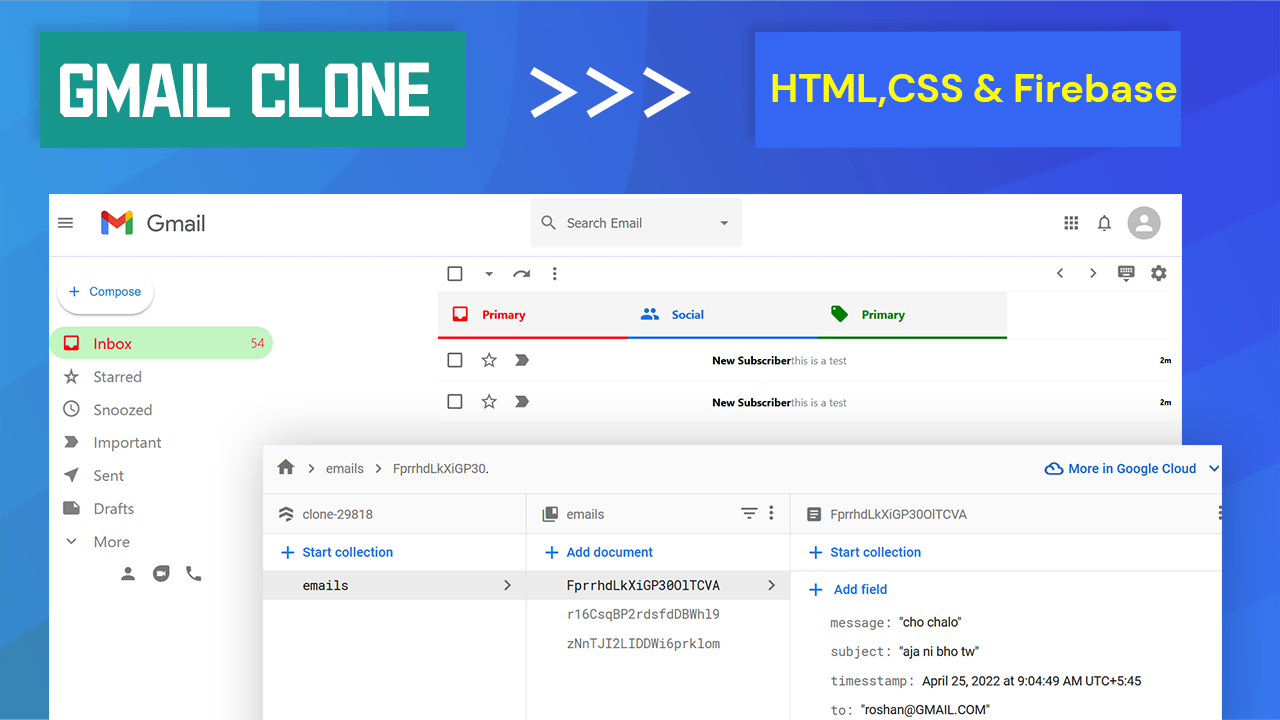 GMAIL CLONE
>>>
HTML,CSS & Firebase
Gmail
Search Email
Compose
Inbox 54
Starred
Snoozed
Important
Sent
Drafts
More
Primary Social Primary
New Subscriberthis is a test 2m
New Subscriberthis is a test 2m
emails FprrhdLkXiGP30. More in Google Cloud
clone-29818 emails FprrhdLkXiGP30OlTCVA
+ Start collection + Add document + Start collection
emails FprrhdLkXiGP30OlTCVA + Add field
r16CsqBP2rdsfdDBWhl9
zNnTJI2LIDDWi6prklom
message: "cho chalo"
subject: "aja ni bho tw"
timesstamp: April 25, 2022 at 9:04:49 AM UTC+5:45
to: "roshan@GMAIL.COM"